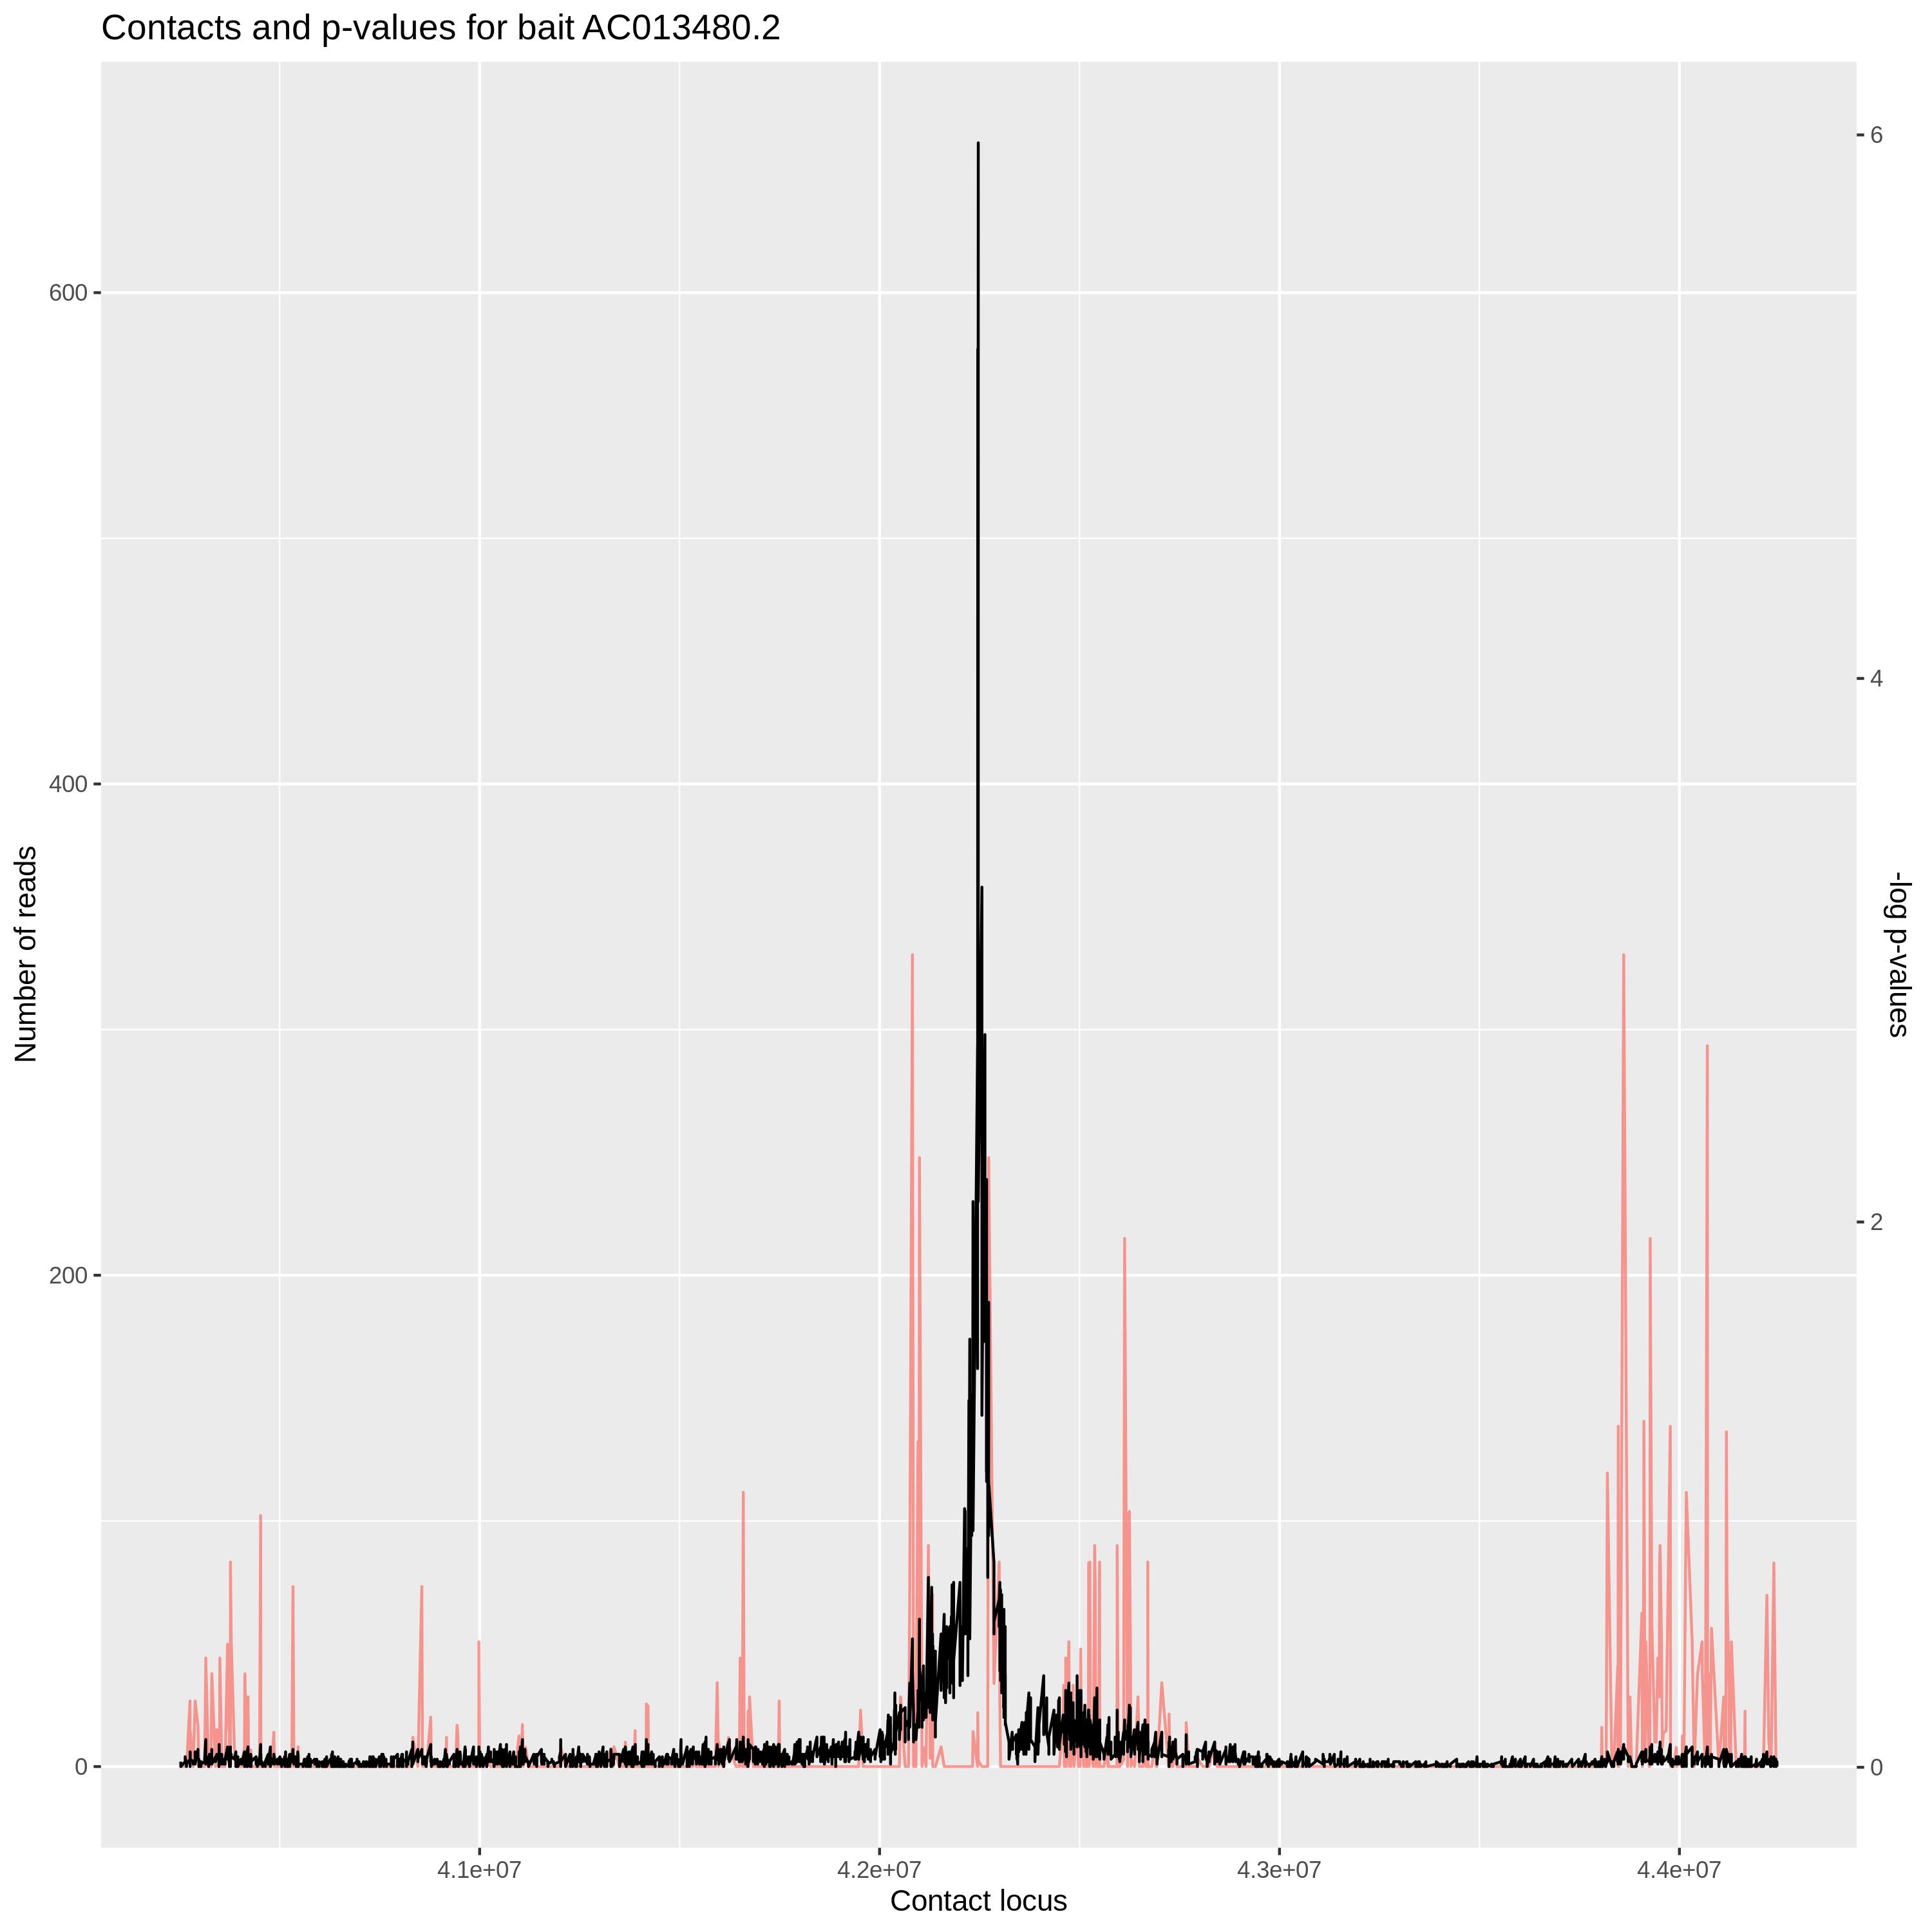 Contacts and p-values for bait AC013480.2
600
400
200
0
Number of reads
6
4
2
0
-log p-values
4.1e+07 4.2e+07 4.3e+07 4.4e+07
Contact locus